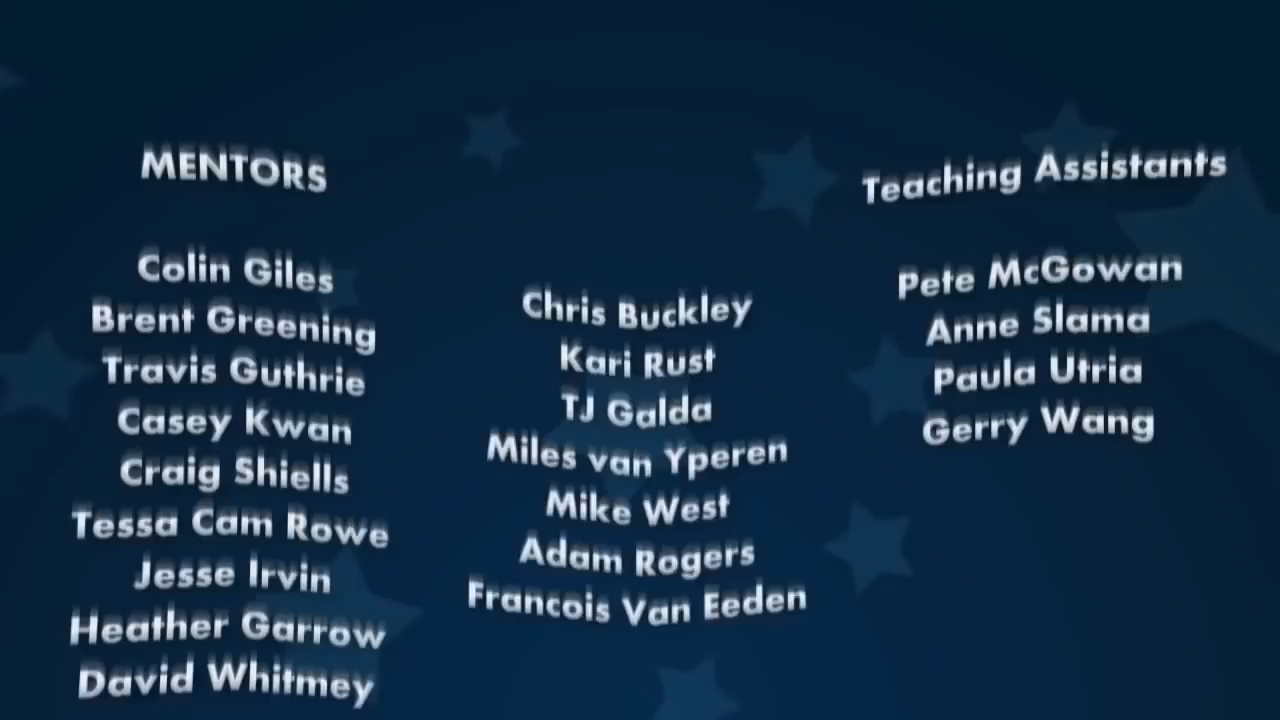 MENTORS
Colin Giles
Brent Greening
Travis Guthrie
Casey Kwan
Craig Shiells
Tessa Cam Rowe
Jesse Irvin
Heather Garrow
David Whitmey
Chris Buckley
Kari Rust
TJ Galda
Miles van Yperen
Mike West
Adam Rogers
Francois Van Eeden
Teaching Assistants
Pete McGowan
Anne Slama
Paula Utria
Gerry Wang